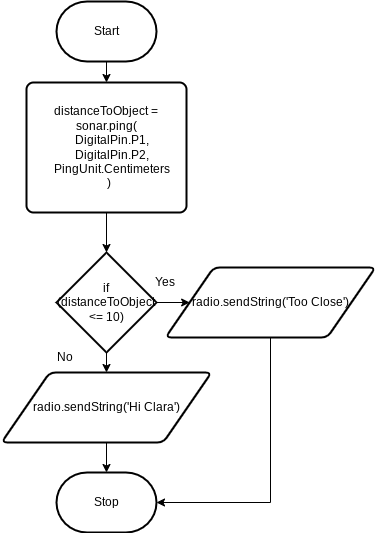 Start
distanceToObject =
sonar.ping(
DigitalPin.P1,
DigitalPin.P2,
PingUnit.Centimeters
)
if
(distanceToObject
<= 10)
Yes
radio.sendString('Too Close')
No
radio.sendString('Hi Clara')
Stop